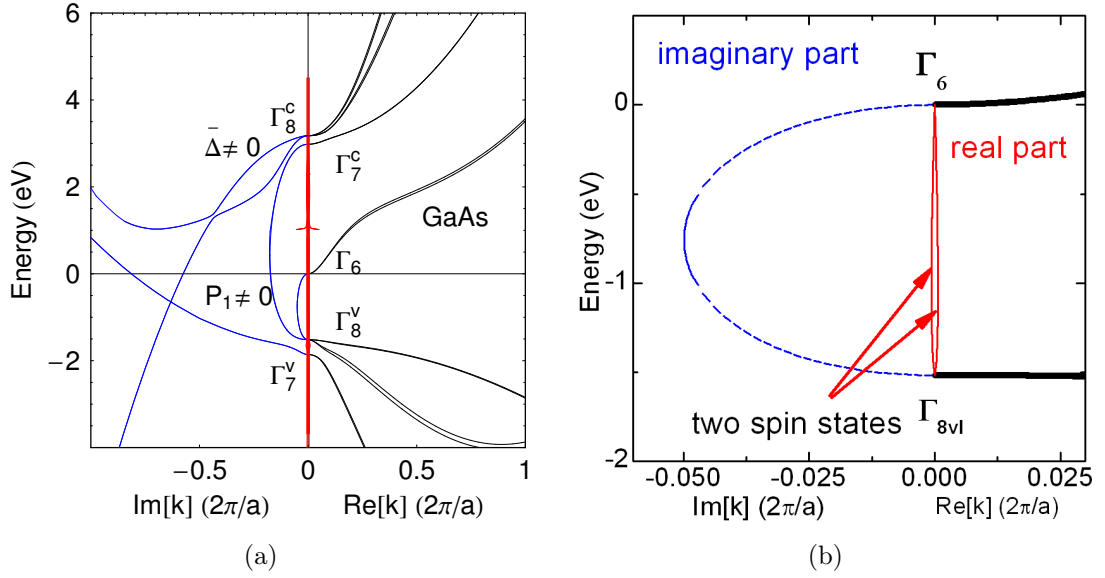 6
4
2
0
−2
Energy (eV)
Γ₈ᶜ
Δ̄ ≠ 0
Γ₇ᶜ
GaAs
Γ₆
P₁ ≠ 0
Γ₈ᵛ
Γ₇ᵛ
−0.5 0 0.5 1
Im[k] (2π/a) Re[k] (2π/a)
(a)
imaginary part
Γ₆
real part
0
-1
-2
Energy (eV)
two spin states
Γ₈ᵥₗ
-0.050 -0.025 0.000 0.025
Im[k] (2π/a) Re[k] (2π/a)
(b)